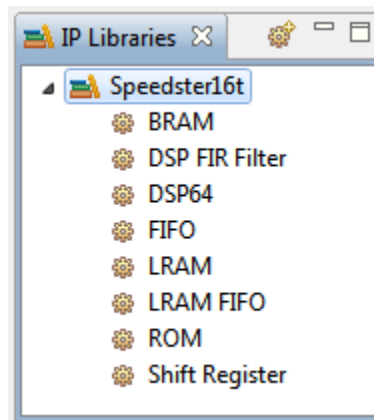 IP Libraries
Speedster16t
BRAM
DSP FIR Filter
DSP64
FIFO
LRAM
LRAM FIFO
ROM
Shift Register